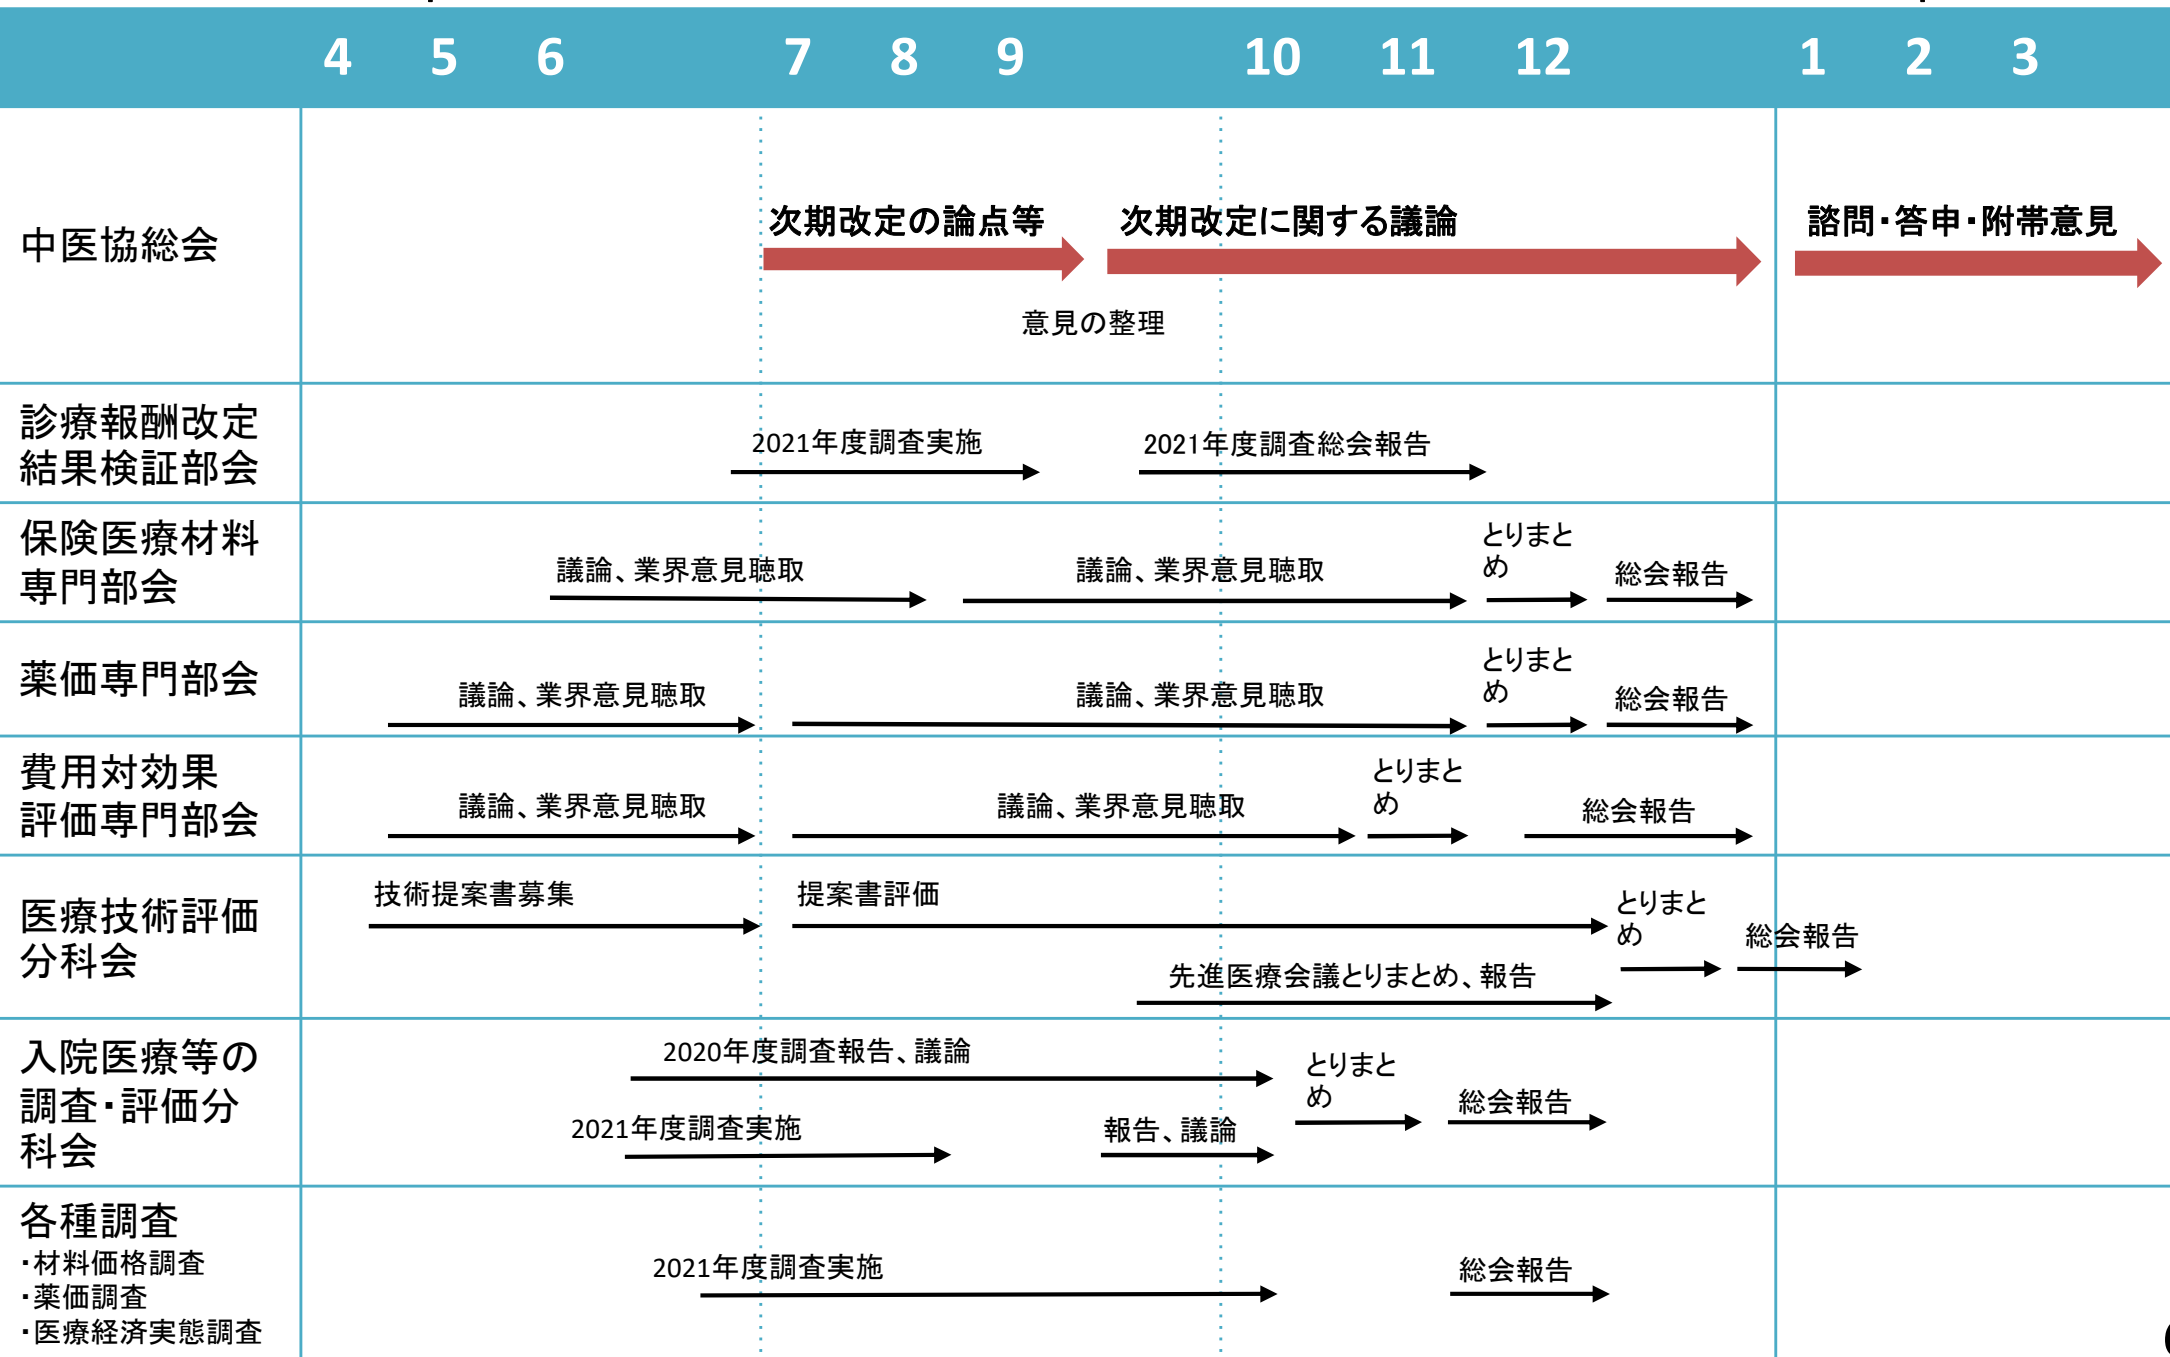 4 5 6 7 8 9 10 11 12 1 2 3
中医協総会
次期改定の論点等
次期改定に関する議論
諮問・答申・附帯意見
意見の整理
診療報酬改定
結果検証部会
2021年度調査実施
2021年度調査総会報告
保険医療材料
専門部会
議論、業界意見聴取
議論、業界意見聴取
とりまと
め
総会報告
薬価専門部会
議論、業界意見聴取
議論、業界意見聴取
とりまと
め
総会報告
費用対効果
評価専門部会
議論、業界意見聴取
議論、業界意見聴取
とりまと
め
総会報告
医療技術評価
分科会
技術提案書募集
提案書評価
とりまと
め
総会報告
先進医療会議とりまとめ、報告
入院医療等の
調査・評価分
科会
2020年度調査報告、議論
とりまと
め
総会報告
2021年度調査実施
報告、議論
各種調査
・材料価格調査
・薬価調査
・医療経済実態調査
2021年度調査実施
総会報告